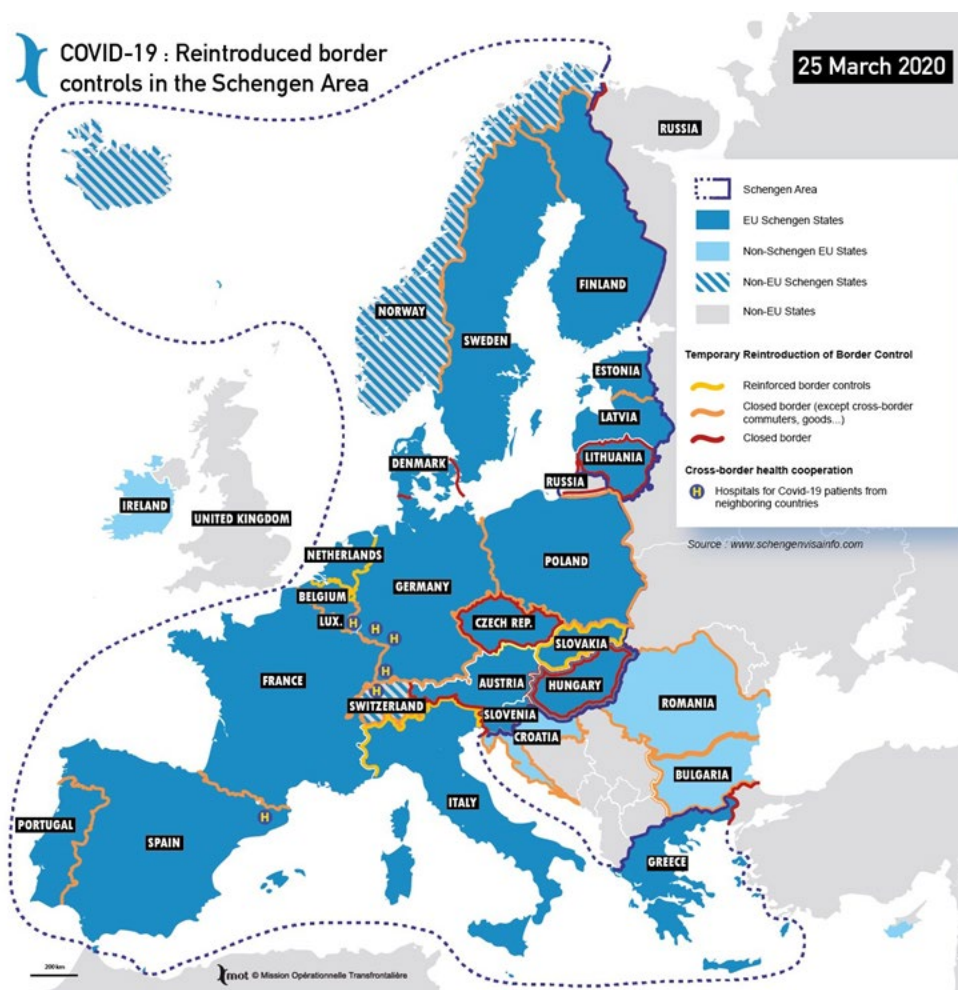 COVID-19 : Reintroduced border
controls in the Schengen Area
25 March 2020
RUSSIA
Schengen Area
EU Schengen States
Non-Schengen EU States
Non-EU Schengen States
Non-EU States
Temporary Reintroduction of Border Control
Reinforced border controls
Closed border (except cross-border
commuters, goods...)
Closed border
Cross-border health cooperation
H
Hospitals for Covid-19 patients from
neighboring countries
Source : www.schengenvisainfo.com
FINLAND
NORWAY
SWEDEN
ESTONIA
LATVIA
LITHUANIA
DENMARK
RUSSIA
IRELAND
UNITED KINGDOM
NETHERLANDS
POLAND
GERMANY
BELGIUM
LUX.
H
H
H
CZECH REP.
SLOVAKIA
FRANCE
H
H
AUSTRIA
HUNGARY
SWITZERLAND
SLOVENIA
ROMANIA
CROATIA
BULGARIA
ITALY
H
PORTUGAL
SPAIN
GREECE
200 km
mot © Mission Opérationnelle Transfrontalière